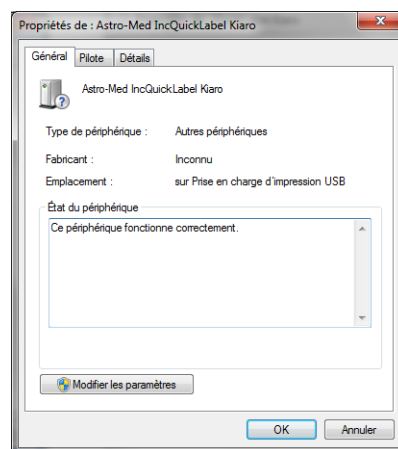 Propriétés de : Astro-Med IncQuickLabel Kiaro
Général Pilote Détails
Astro-Med IncQuickLabel Kiaro
Type de périphérique : Autres périphériques
Fabricant : Inconnu
Emplacement : sur Prise en charge d'impression USB
État du périphérique
Ce périphérique fonctionne correctement.
Modifier les paramètres
OK Annuler